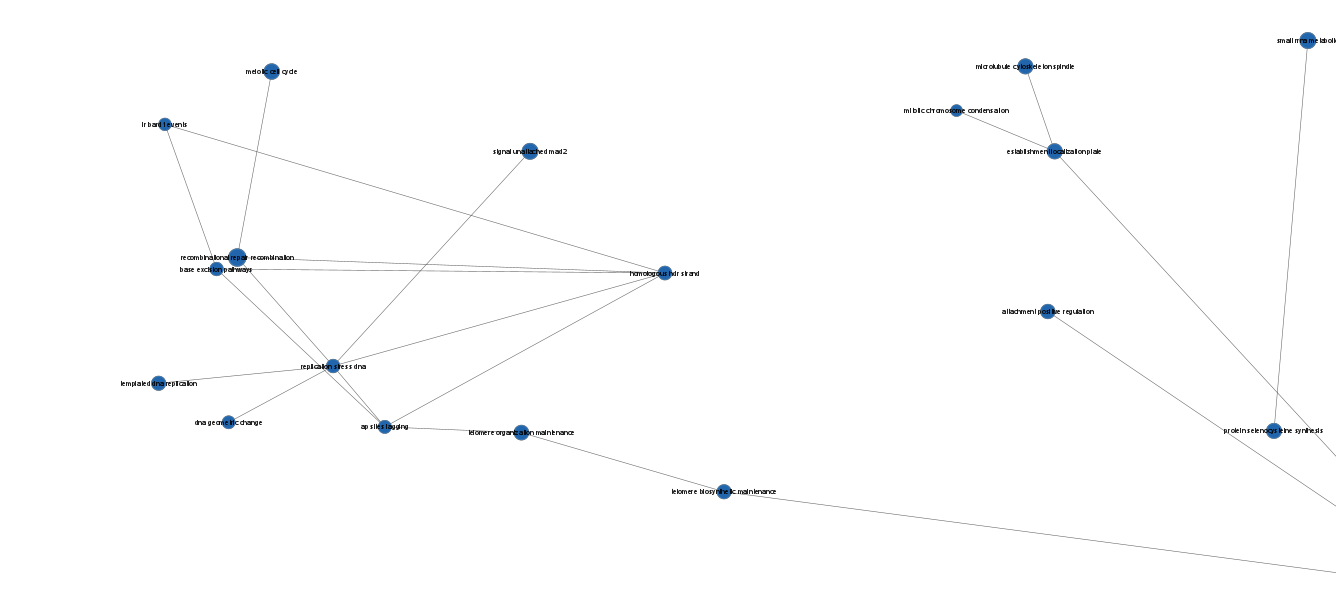 small rrna metabolic
microtubule cytoskeleton spindle
meiotic cell cycle
mitotic chromosome condensation
ir bard1 events
signal unattached mad2
establishment localization plate
recombinational repair-recombination
base excision pathways
homologous hdr strand
attachment positive regulation
replication stress dna
templated dna replication
dna geometric change
ap sites lagging
telomere organization maintenance
protein selenocysteine synthesis
telomere biosynthetic maintenance